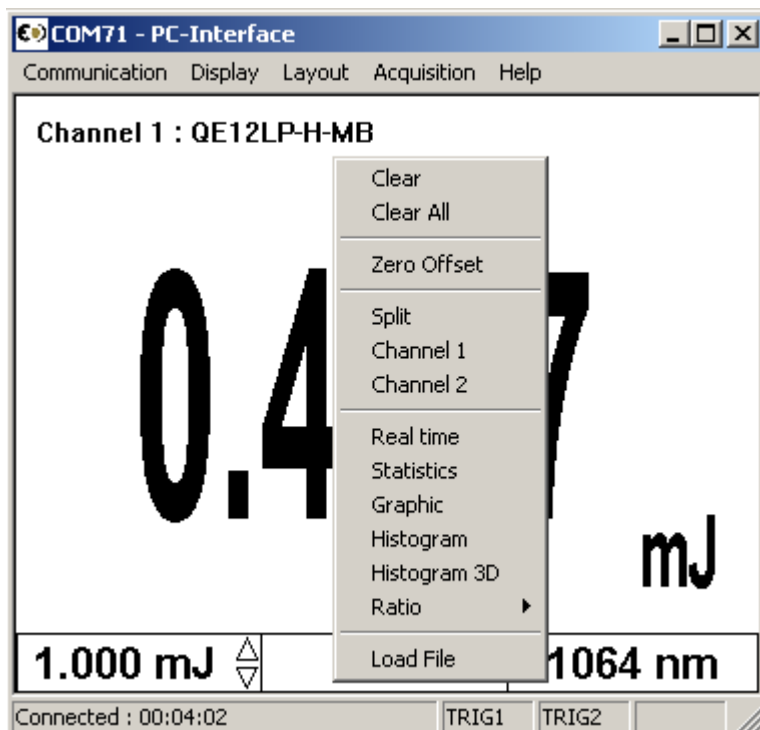 COM71 - PC-Interface
Communication Display Layout Acquisition Help
Channel 1 : QE12LP-H-MB
Clear
Clear All
Zero Offset
Split
Channel 1
Channel 2
Real time
Statistics
Graphic
Histogram
Histogram 3D
Ratio
Load File
mJ
1.000 mJ
1064 nm
Connected : 00:04:02 TRIG1 TRIG2